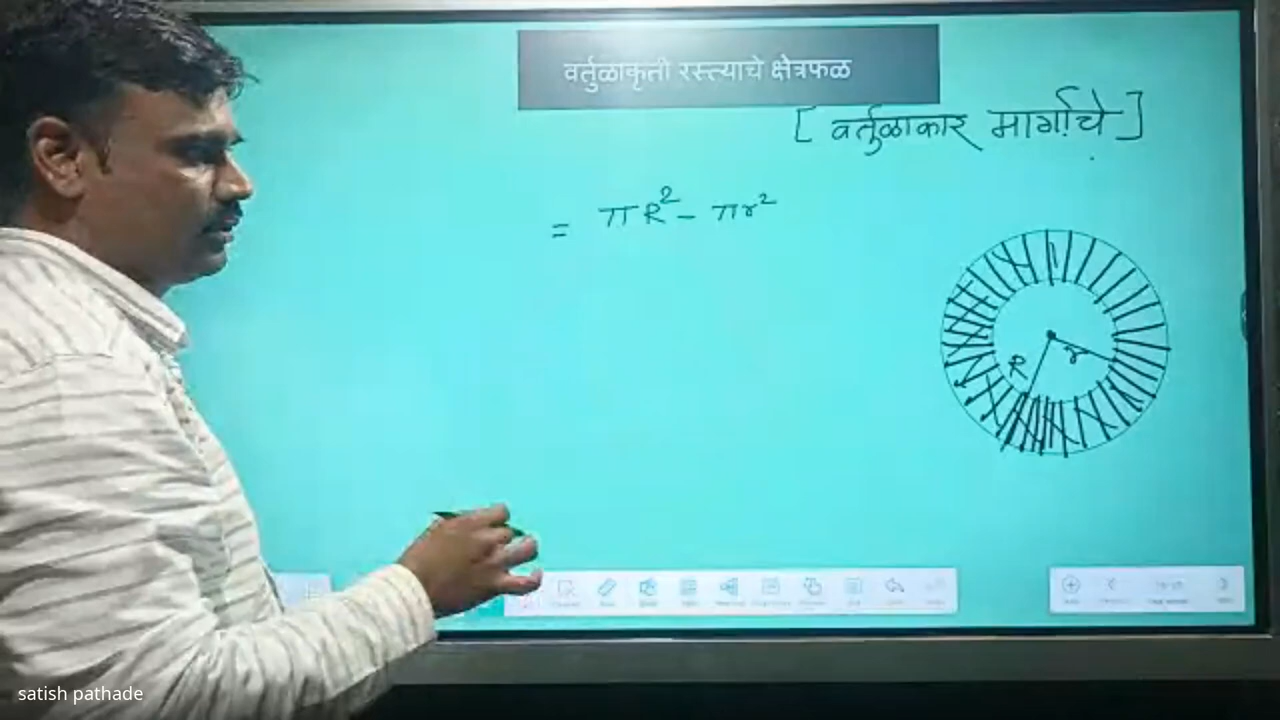 वर्तुळाकृती रस्त्याचे क्षेत्रफळ
[ वर्तुळाकार मार्गाचे ]
= πR² - πr²
R r
satish pathade